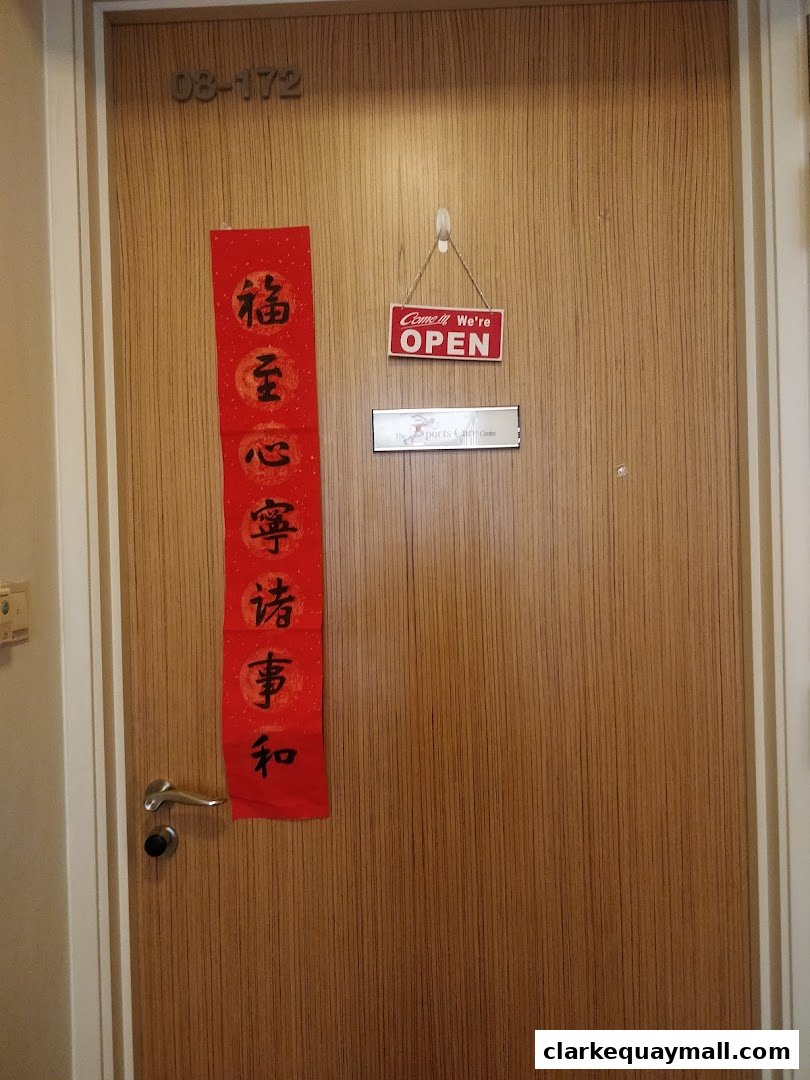 08-172
福至心寧诸事和
Come in We're
OPEN
The Sports Care Centre
clarkequaymall.com